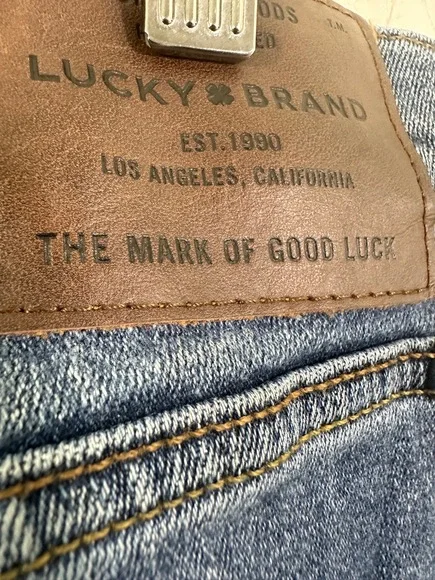 T.M.
LUCKY BRAND
EST. 1990
LOS ANGELES, CALIFORNIA
THE MARK OF GOOD LUCK